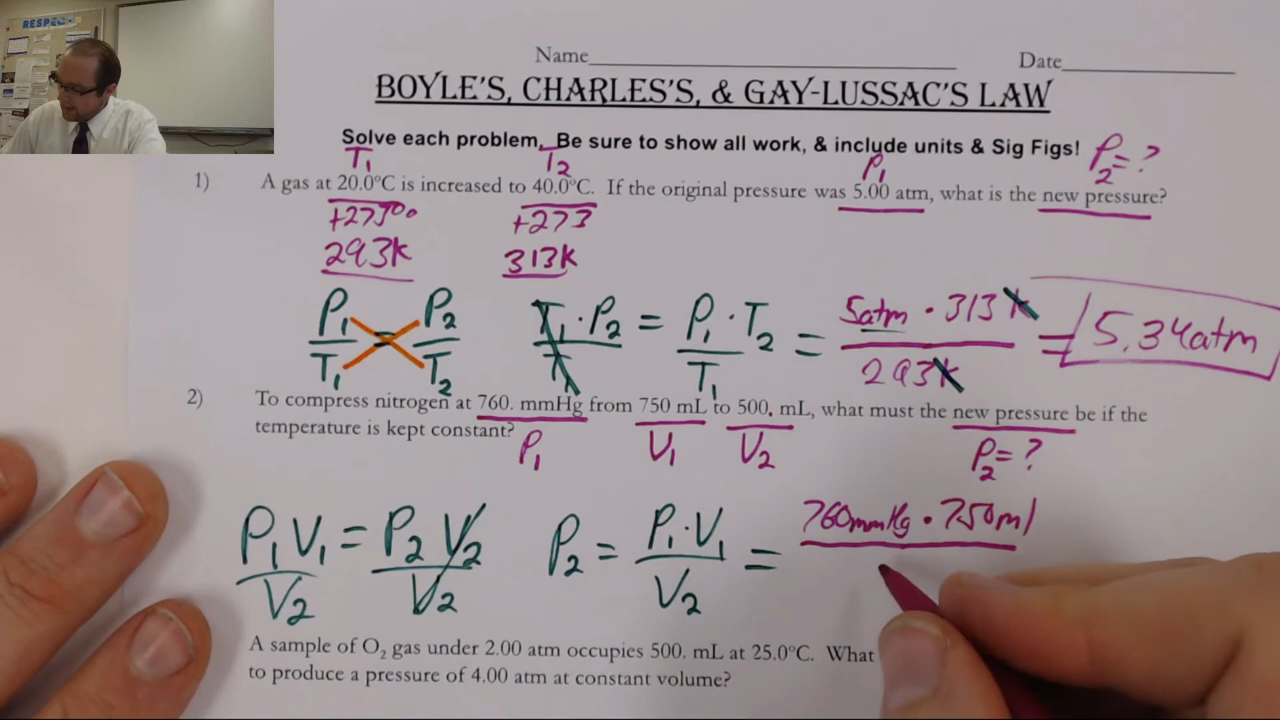 RESPECT
Name Date
BOYLE'S, CHARLES'S, & GAY-LUSSAC'S LAW
Solve each problem, Be sure to show all work, & include units & Sig Figs! P₂=?
T₁ T₂ P₁
1) A gas at 20.0°C is increased to 40.0°C. If the original pressure was 5.00 atm, what is the new pressure?
+273 +273
293K 313K
P₁/T₁ = P₂/T₂ T₁·P₂/T₁ = P₁·T₂/T₁ = 5atm·313K/293K = 5.34atm
2) To compress nitrogen at 760. mmHg from 750 mL to 500. mL, what must the new pressure be if the
temperature is kept constant?
P₁ V₁ V₂ P₂=?
P₁V₁/V₂ = P₂V₂/V₂ P₂ = P₁·V₁/V₂ = 760mmHg·750ml
A sample of O₂ gas under 2.00 atm occupies 500. mL at 25.0°C. What
to produce a pressure of 4.00 atm at constant volume?